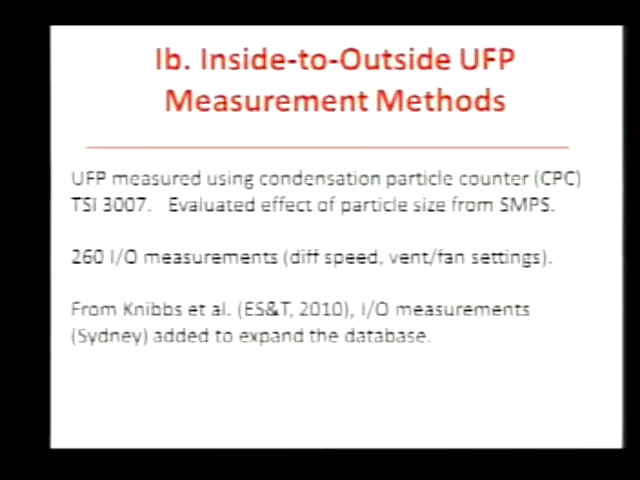 Ib. Inside-to-Outside UFP
Measurement Methods
UFP measured using condensation particle counter (CPC)
TSI 3007. Evaluated effect of particle size from SMPS.
260 I/O measurements (diff speed, vent/fan settings).
From Knibbs et al. (ES&T, 2010), I/O measurements
(Sydney) added to expand the database.